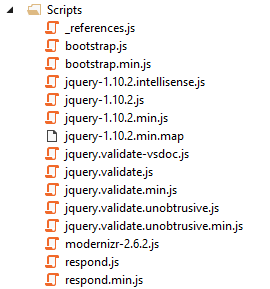 Scripts
_references.js
bootstrap.js
bootstrap.min.js
jquery-1.10.2.intellisense.js
jquery-1.10.2.js
jquery-1.10.2.min.js
jquery-1.10.2.min.map
jquery.validate-vsdoc.js
jquery.validate.js
jquery.validate.min.js
jquery.validate.unobtrusive.js
jquery.validate.unobtrusive.min.js
modernizr-2.6.2.js
respond.js
respond.min.js